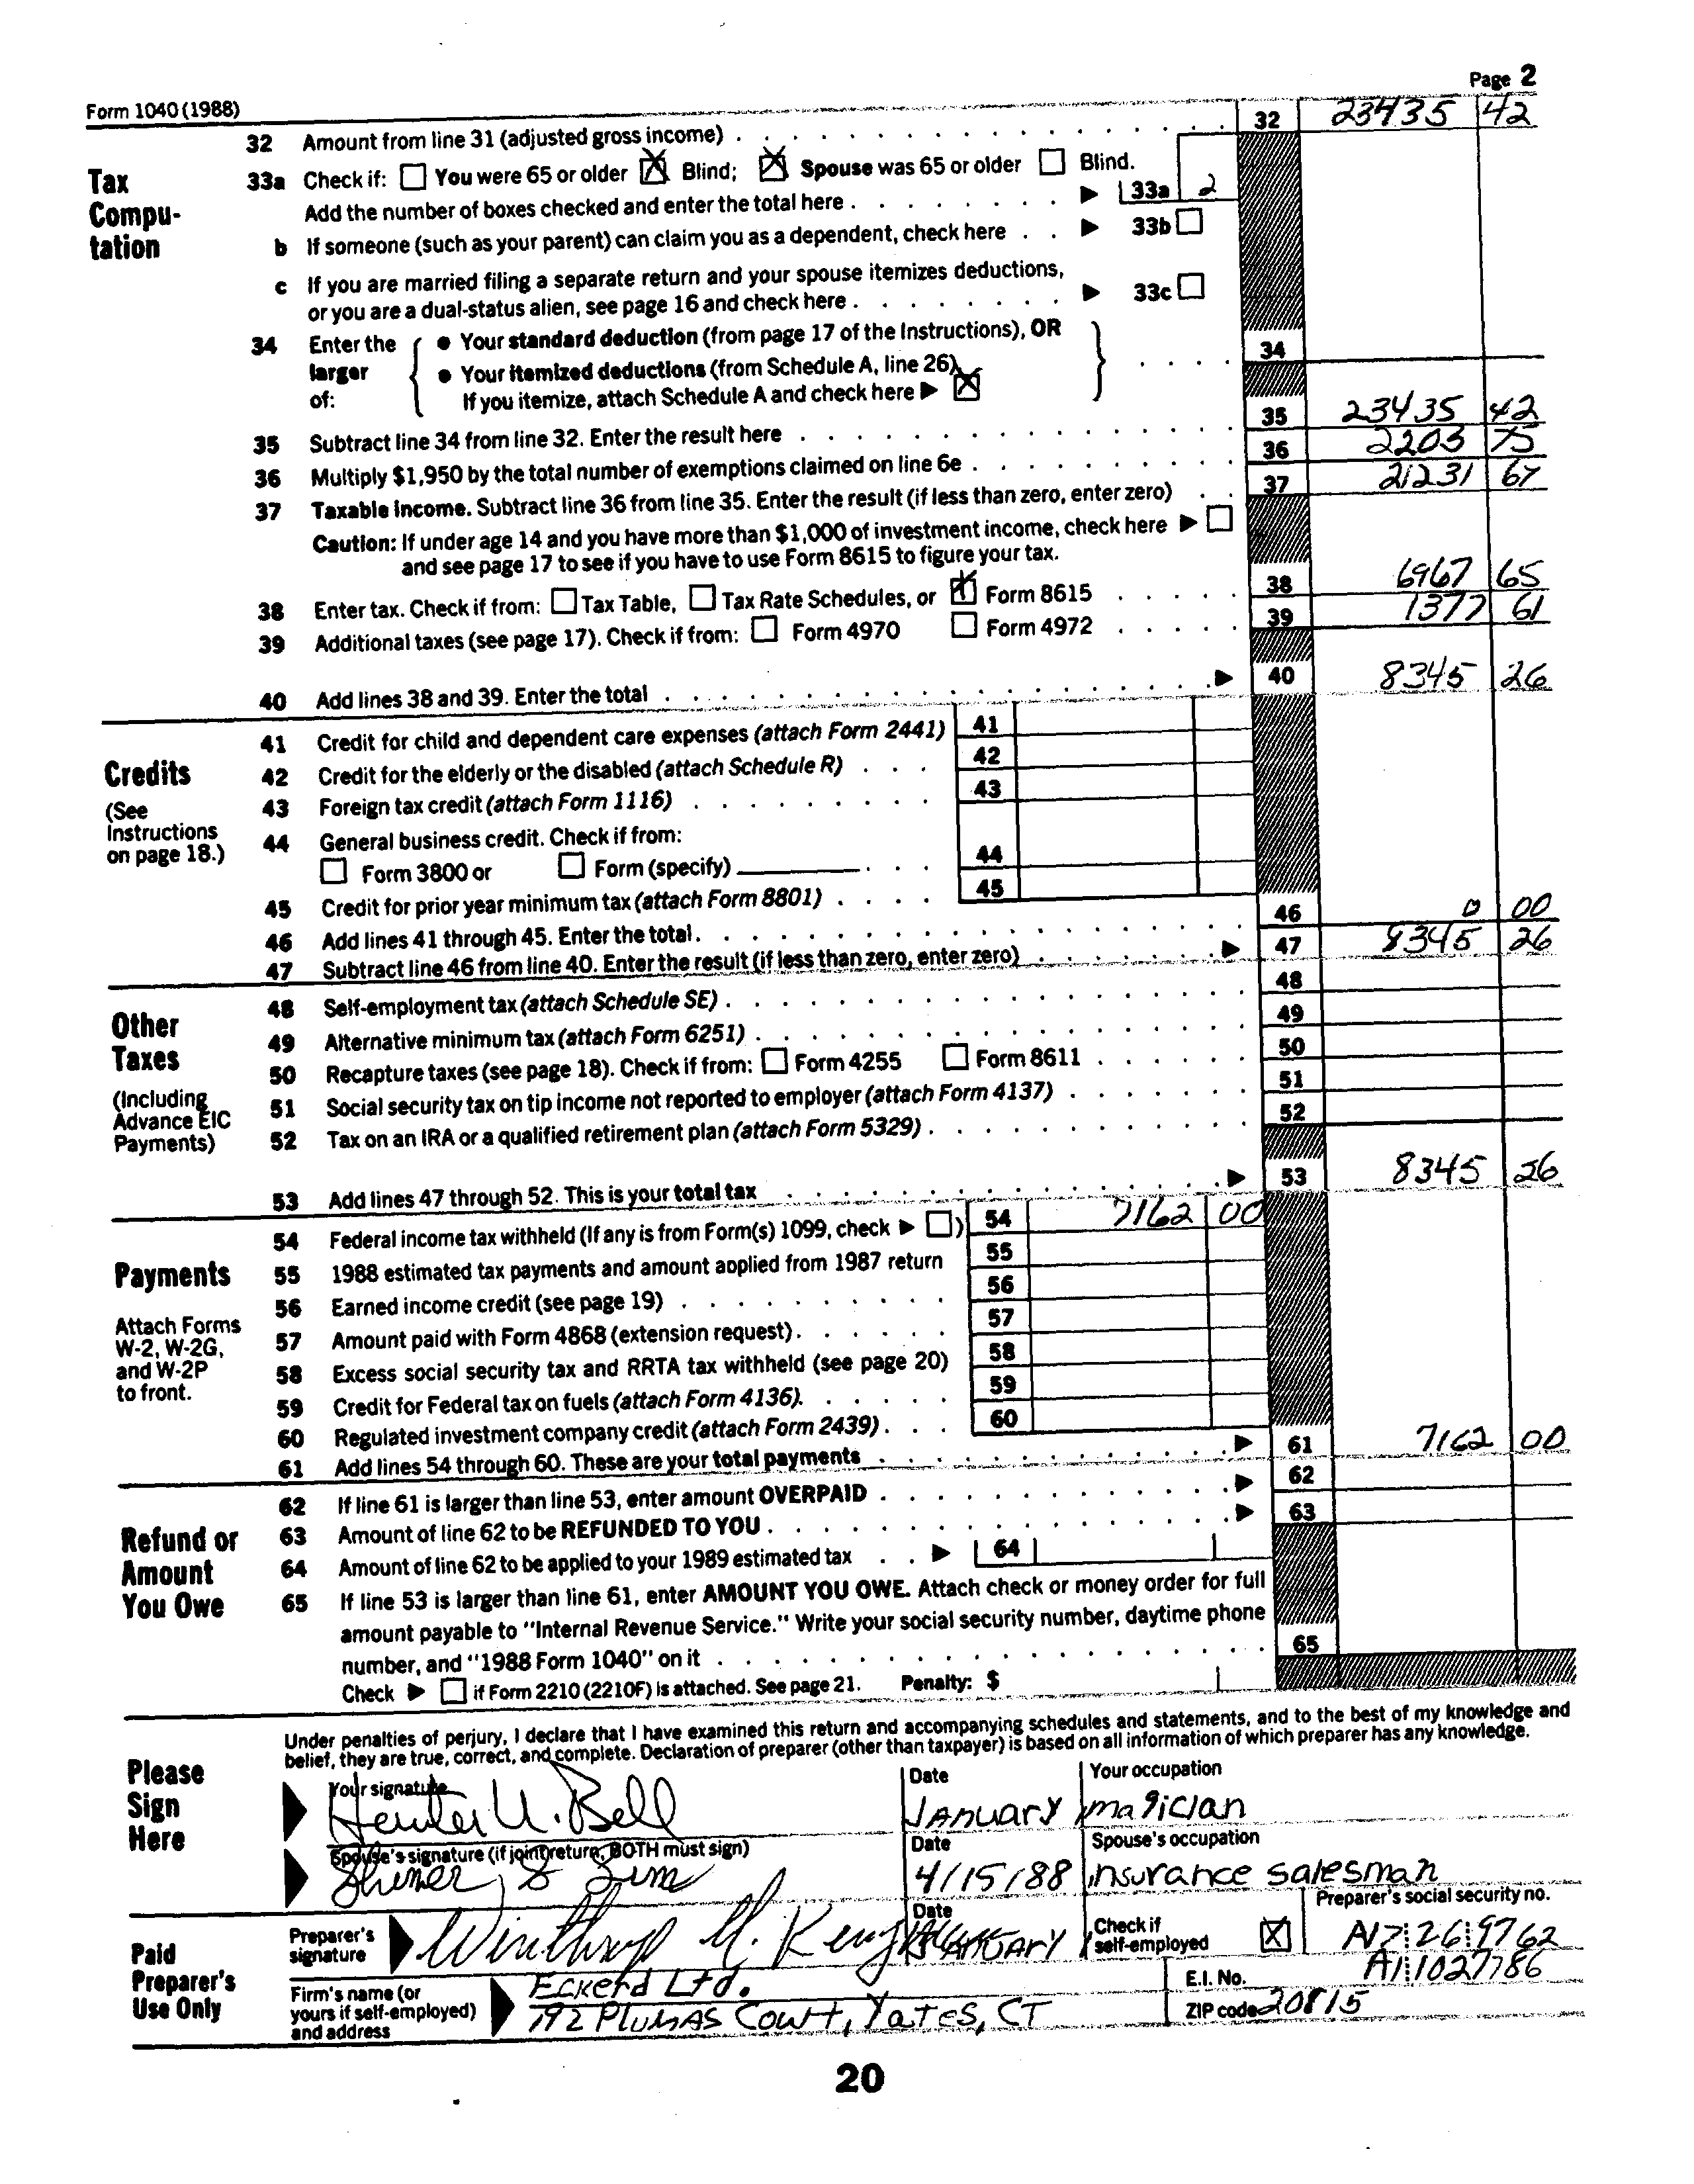 Page 2
Form 1040 (1988)
32 Amount from line 31 (adjusted gross income) 32 23435 42
Tax Compu-tation
33a Check if: You were 65 or older Blind; Spouse was 65 or older Blind.
Add the number of boxes checked and enter the total here 33a 2
b If someone (such as your parent) can claim you as a dependent, check here 33b
c If you are married filing a separate return and your spouse itemizes deductions,
or you are a dual-status alien, see page 16 and check here 33c
34 Enter the larger of: • Your standard deduction (from page 17 of the Instructions), OR 34
• Your itemized deductions (from Schedule A, line 26).
If you itemize, attach Schedule A and check here
35 Subtract line 34 from line 32. Enter the result here 35 23435 42
36 Multiply $1,950 by the total number of exemptions claimed on line 6e 36 2203 75
37 Taxable income. Subtract line 36 from line 35. Enter the result (if less than zero, enter zero) 37 21231 67
Caution: If under age 14 and you have more than $1,000 of investment income, check here
and see page 17 to see if you have to use Form 8615 to figure your tax.
38 Enter tax. Check if from: Tax Table, Tax Rate Schedules, or Form 8615 38 6967 65
39 Additional taxes (see page 17). Check if from: Form 4970 Form 4972 39 1377 61
40 Add lines 38 and 39. Enter the total 40 8345 26
Credits
(See Instructions on page 18.)
41 Credit for child and dependent care expenses (attach Form 2441) 41
42 Credit for the elderly or the disabled (attach Schedule R) 42
43 Foreign tax credit (attach Form 1116) 43
44 General business credit. Check if from:
Form 3800 or Form (specify) 44
45 Credit for prior year minimum tax (attach Form 8801) 45
46 Add lines 41 through 45. Enter the total 46 0 00
47 Subtract line 46 from line 40. Enter the result (if less than zero, enter zero) 47 8345 26
Other Taxes
(Including Advance EIC Payments)
48 Self-employment tax (attach Schedule SE) 48
49 Alternative minimum tax (attach Form 6251) 49
50 Recapture taxes (see page 18). Check if from: Form 4255 Form 8611 50
51 Social security tax on tip income not reported to employer (attach Form 4137) 51
52 Tax on an IRA or a qualified retirement plan (attach Form 5329) 52
53 Add lines 47 through 52. This is your total tax 53 8345 26
Payments
Attach Forms W-2, W-2G, and W-2P to front.
54 Federal income tax withheld (If any is from Form(s) 1099, check ) 54 7162 00
55 1988 estimated tax payments and amount applied from 1987 return 55
56 Earned income credit (see page 19) 56
57 Amount paid with Form 4868 (extension request) 57
58 Excess social security tax and RRTA tax withheld (see page 20) 58
59 Credit for Federal tax on fuels (attach Form 4136) 59
60 Regulated investment company credit (attach Form 2439) 60
61 Add lines 54 through 60. These are your total payments 61 7162 00
Refund or Amount You Owe
62 If line 61 is larger than line 53, enter amount OVERPAID 62
63 Amount of line 62 to be REFUNDED TO YOU 63
64 Amount of line 62 to be applied to your 1989 estimated tax 64
65 If line 53 is larger than line 61, enter AMOUNT YOU OWE. Attach check or money order for full
amount payable to "Internal Revenue Service." Write your social security number, daytime phone
number, and "1988 Form 1040" on it 65
Check if Form 2210 (2210F) is attached. See page 21. Penalty: $
Under penalties of perjury, I declare that I have examined this return and accompanying schedules and statements, and to the best of my knowledge and
belief, they are true, correct, and complete. Declaration of preparer (other than taxpayer) is based on all information of which preparer has any knowledge.
Please Sign Here
Your signature Date Your occupation
U. Bell January magician
Spouse's signature (if joint return, BOTH must sign) Date Spouse's occupation
4/15/88 insurance salesman
Paid Preparer's Use Only
Preparer's signature Date Check if self-employed Preparer's social security no.
Winthrop M. January A17 26 9762
Firm's name (or yours if self-employed) and address Eckerd Ltd. E.I. No. A11027786
792 Plumas Court, Yates, CT ZIP code 20815
20